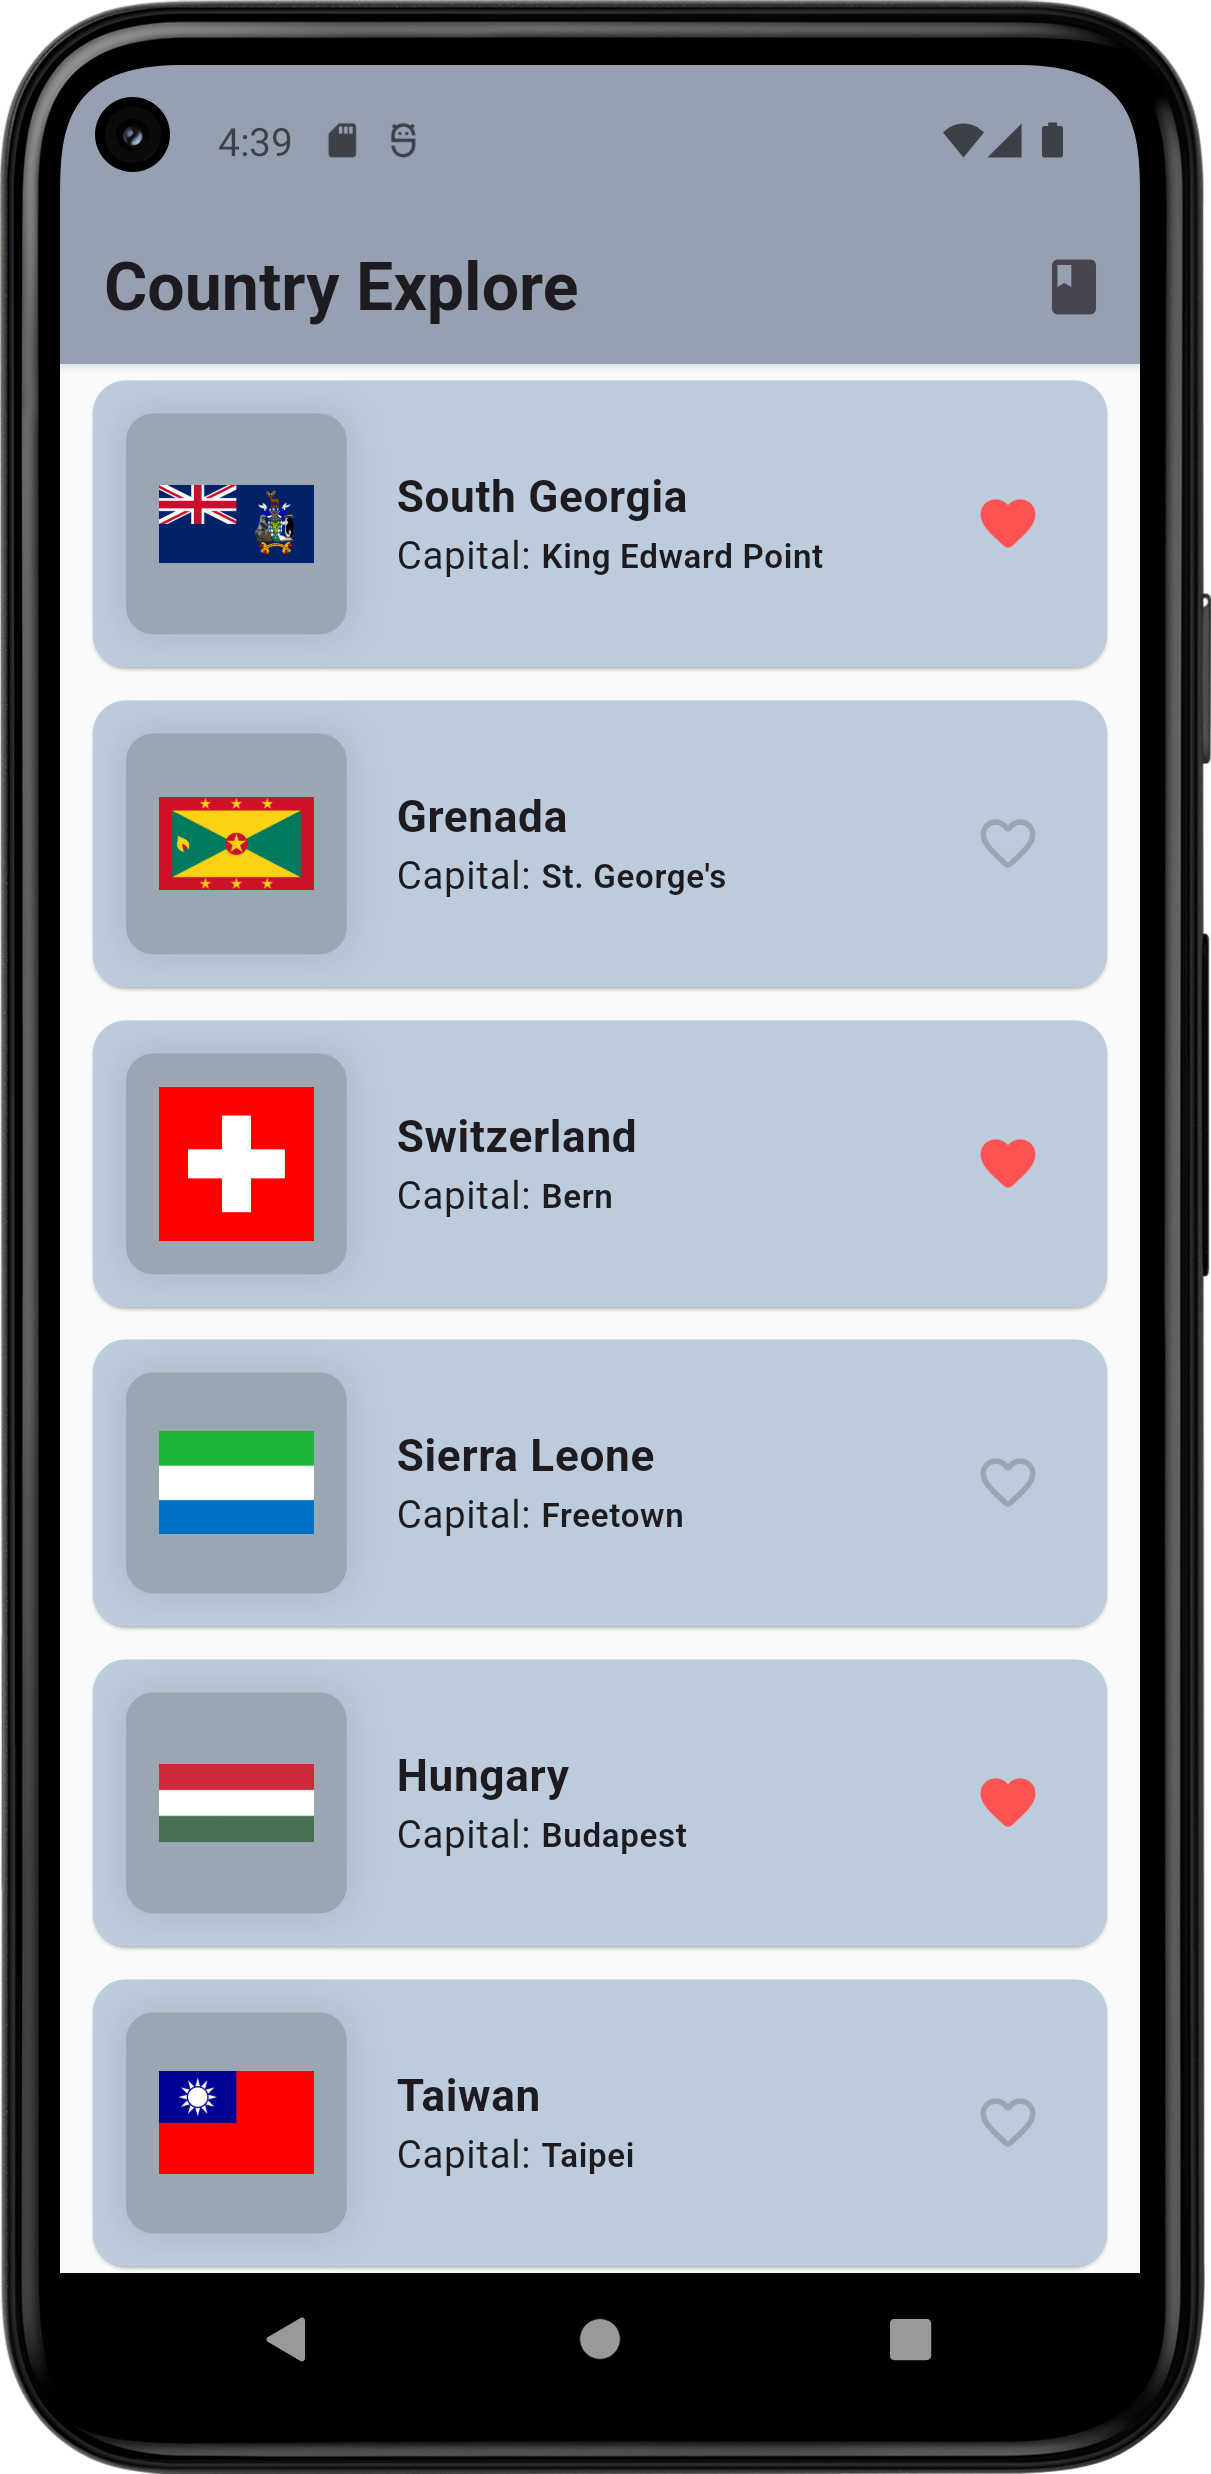 4:39
Country Explore
South Georgia
Capital: King Edward Point
Grenada
Capital: St. George's
Switzerland
Capital: Bern
Sierra Leone
Capital: Freetown
Hungary
Capital: Budapest
Taiwan
Capital: Taipei